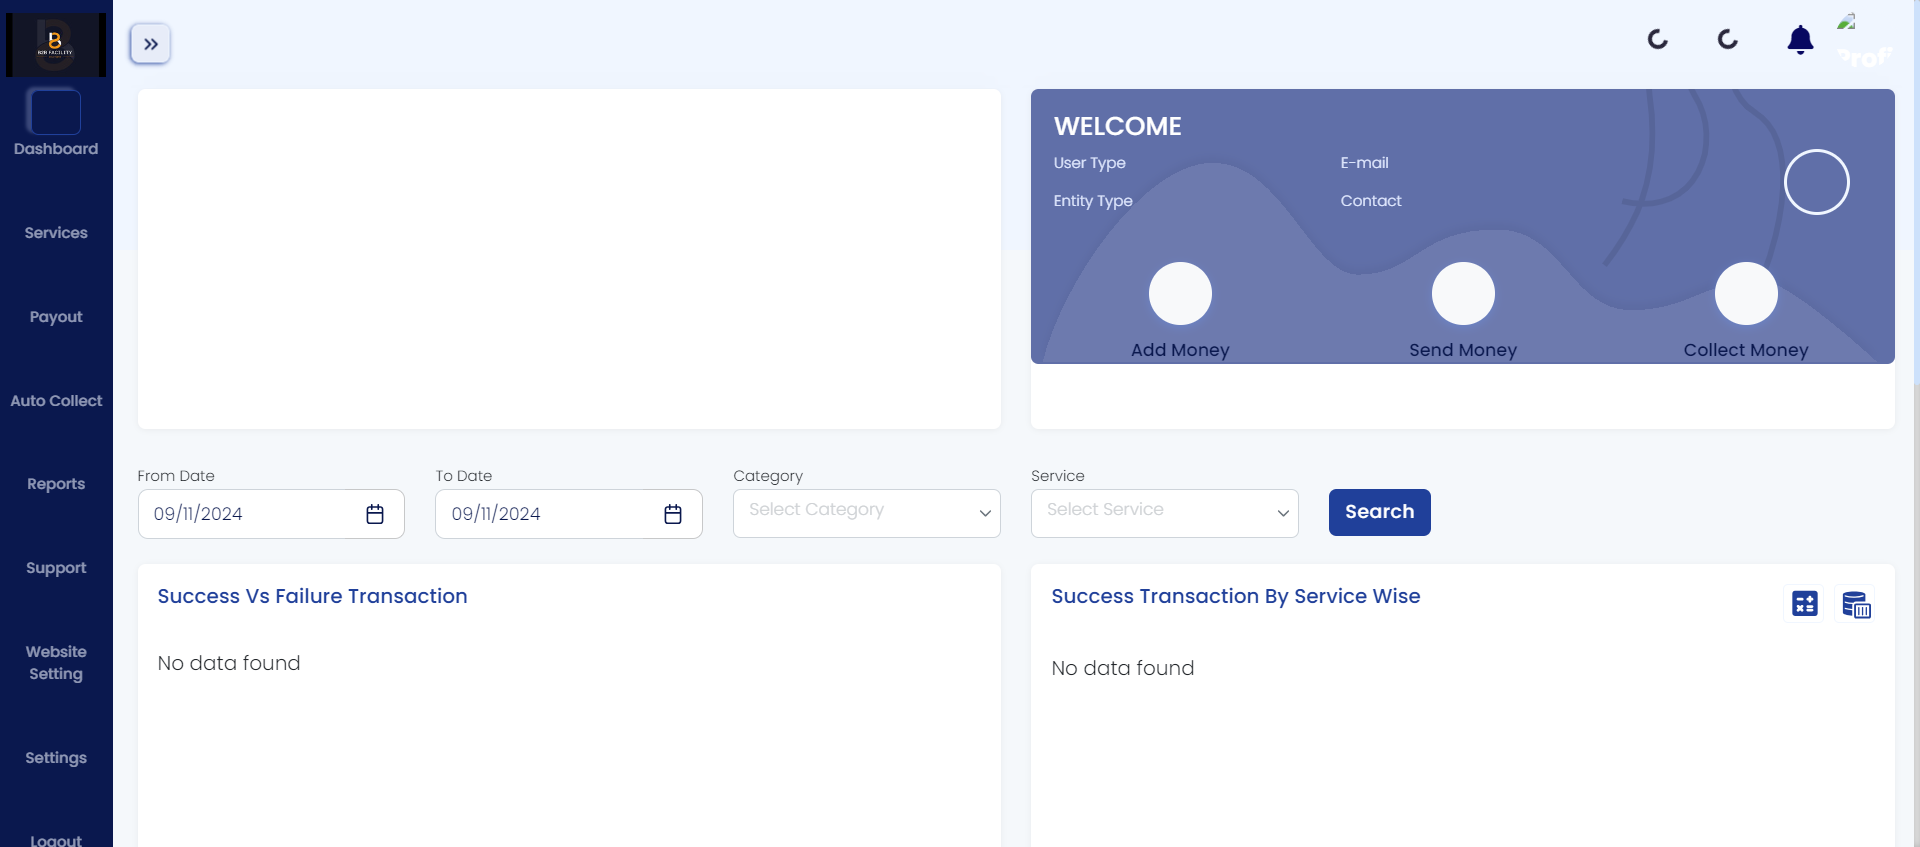 B2B FACILITY
Dashboard
Services
Payout
Auto Collect
Reports
Support
Website
Setting
Settings
Logout
WELCOME
User Type
E-mail
Entity Type
Contact
Add Money
Send Money
Collect Money
From Date
To Date
Category
Service
09/11/2024
09/11/2024
Select Category
Select Service
Search
Success Vs Failure Transaction
No data found
Success Transaction By Service Wise
No data found